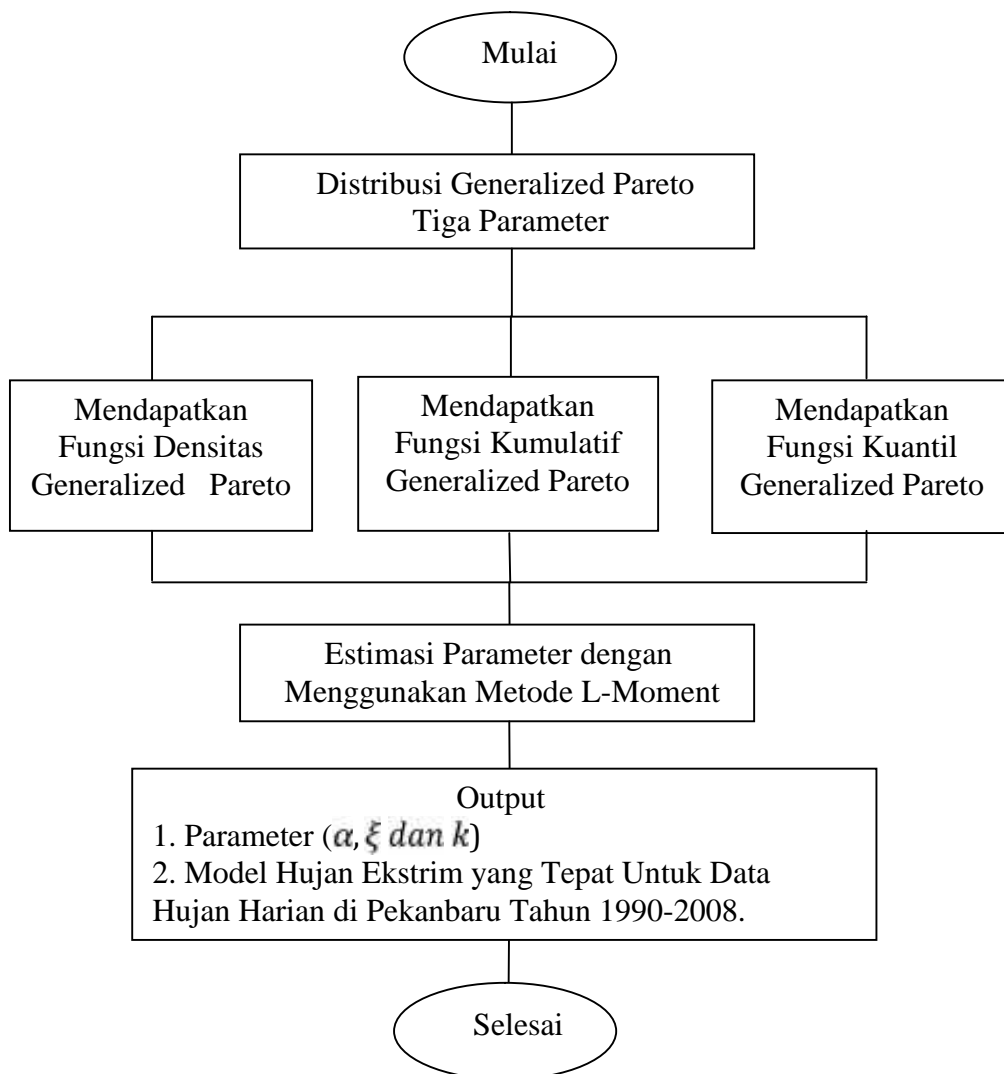 Mulai
Distribusi Generalized Pareto
Tiga Parameter
Mendapatkan
Fungsi Densitas
Generalized Pareto
Mendapatkan
Fungsi Kumulatif
Generalized Pareto
Mendapatkan
Fungsi Kuantil
Generalized Pareto
Estimasi Parameter dengan
Menggunakan Metode L-Moment
Output
1. Parameter (α, ξ dan k)
2. Model Hujan Ekstrim yang Tepat Untuk Data
Hujan Harian di Pekanbaru Tahun 1990-2008.
Selesai